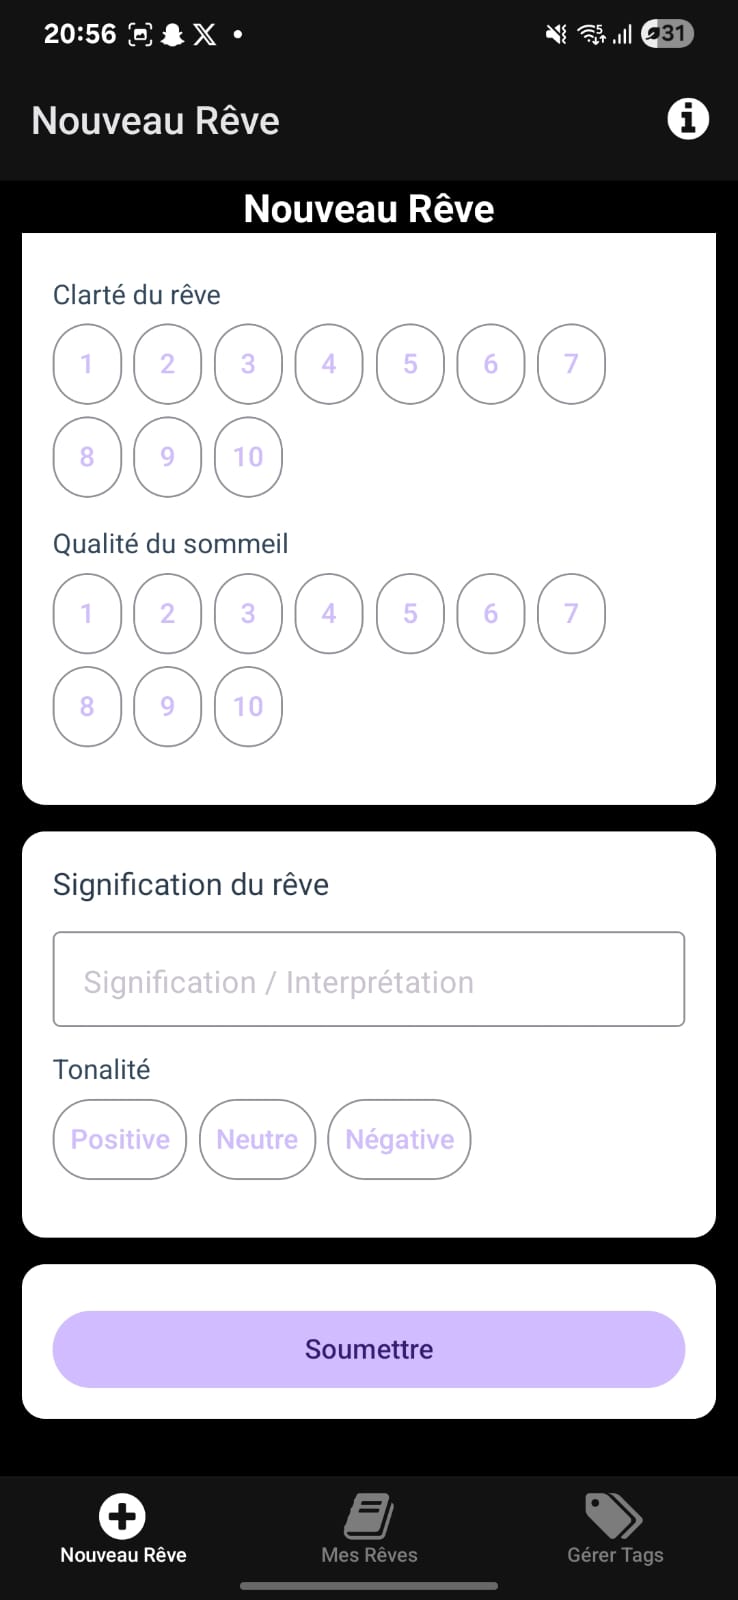 20:56
31
Nouveau Rêve
Nouveau Rêve
Clarté du rêve
1 2 3 4 5 6 7
8 9 10
Qualité du sommeil
1 2 3 4 5 6 7
8 9 10
Signification du rêve
Signification / Interprétation
Tonalité
Positive Neutre Négative
Soumettre
Nouveau Rêve Mes Rêves Gérer Tags